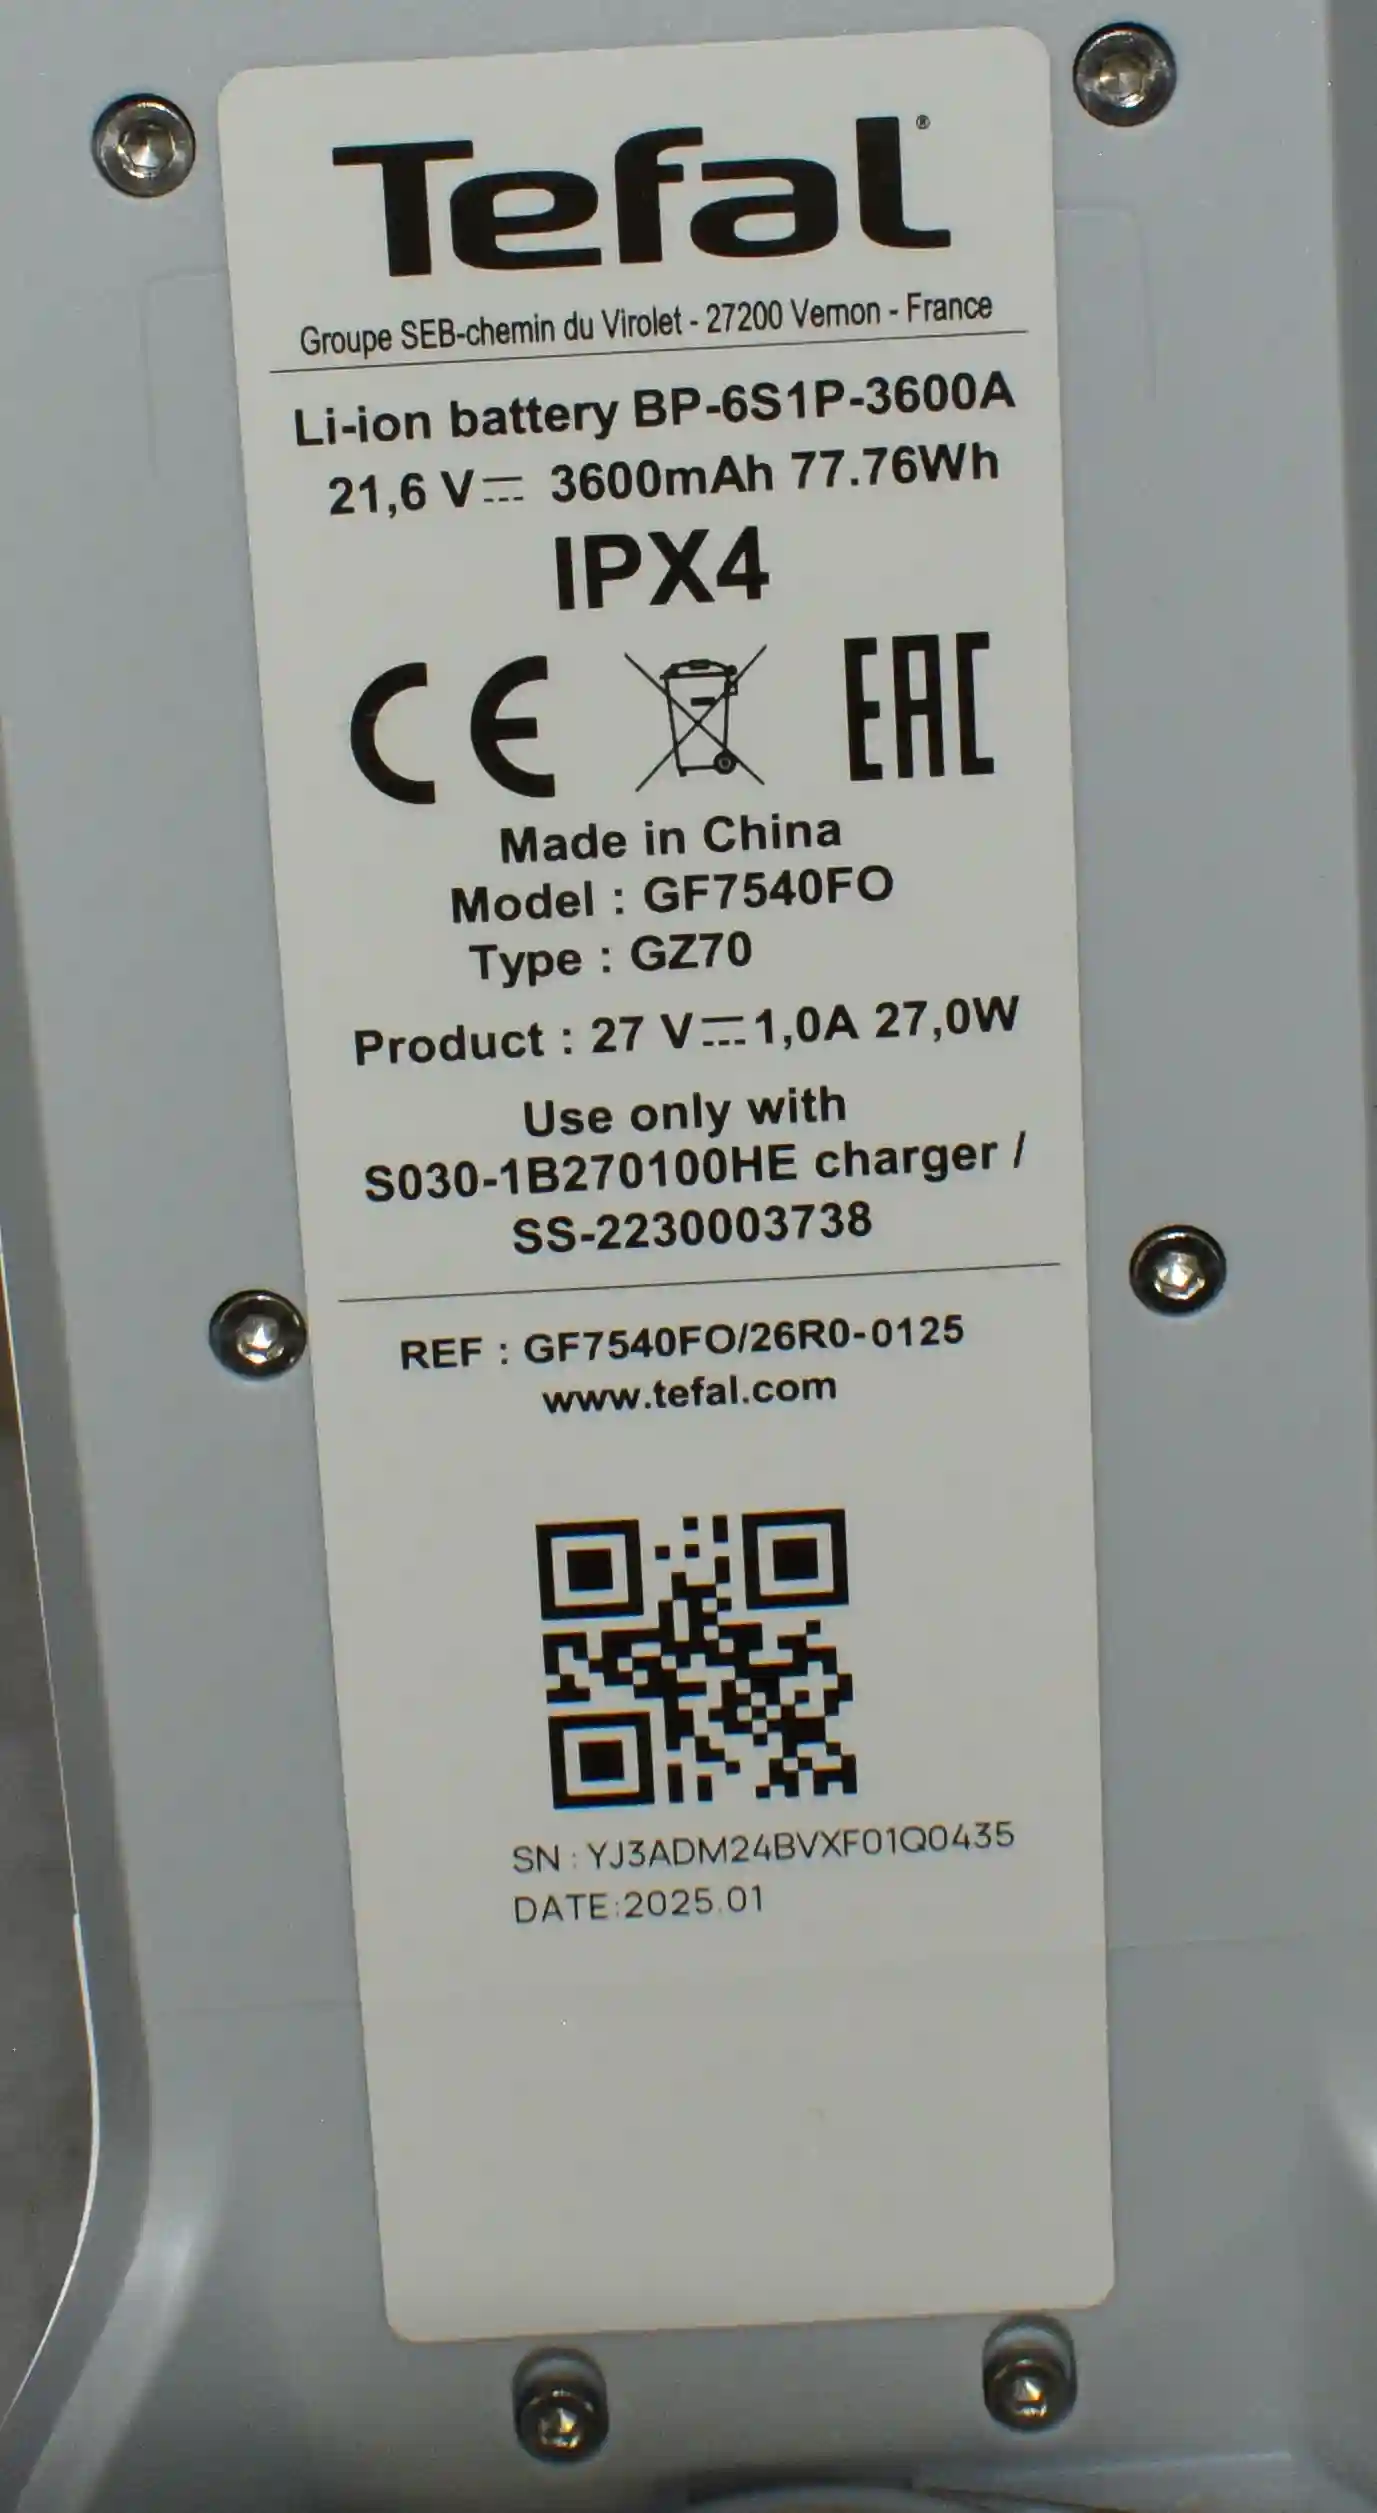 Tefal®
Groupe SEB-chemin du Virolet - 27200 Vernon - France
Li-ion battery BP-6S1P-3600A
21,6 V⎓ 3600mAh 77.76Wh
IPX4
CE EAC
Made in China
Model : GF7540FO
Type : GZ70
Product : 27 V⎓1,0A 27,0W
Use only with
S030-1B270100HE charger /
SS-2230003738
REF : GF7540FO/26R0-0125
www.tefal.com
SN : YJ3ADM24BVXF01Q0435
DATE:2025.01